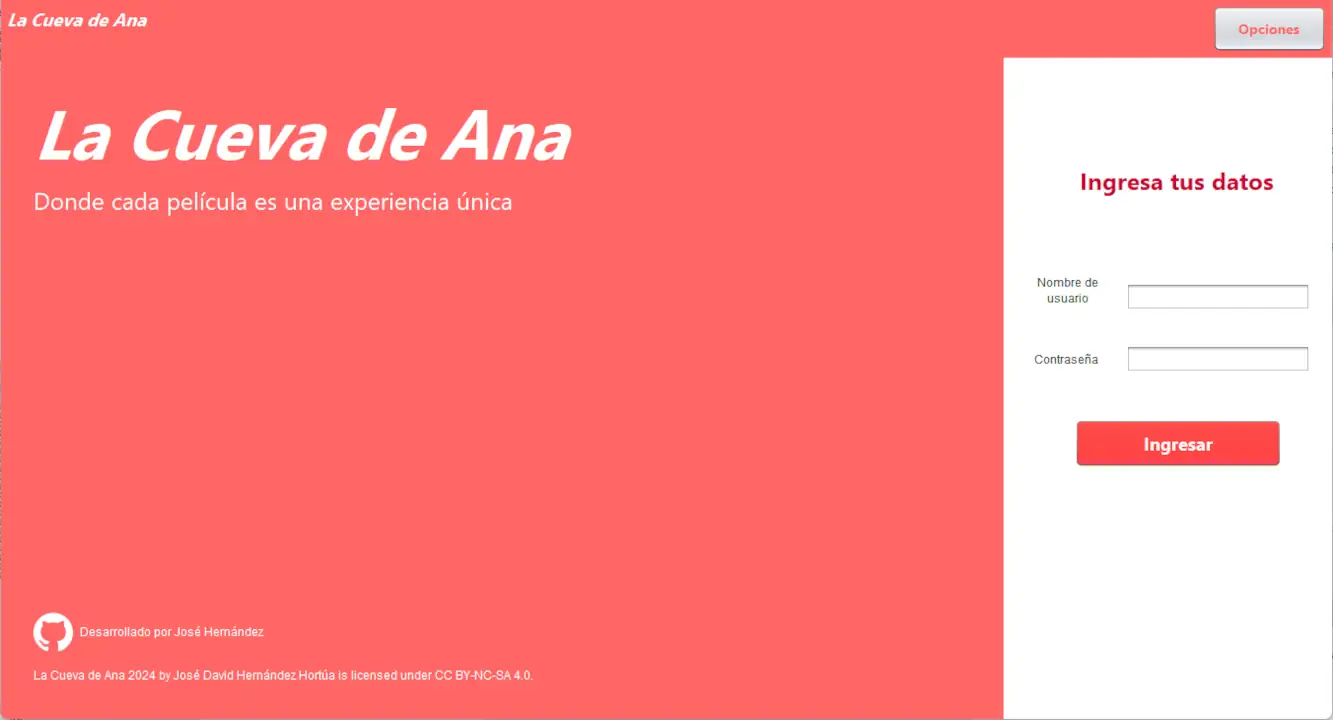 La Cueva de Ana
Opciones
La Cueva de Ana
Donde cada película es una experiencia única
Ingresa tus datos
Nombre de
usuario
Contraseña
Ingresar
Desarrollado por José Hernández
La Cueva de Ana 2024 by José David Hernández Hortúa is licensed under CC BY-NC-SA 4.0.